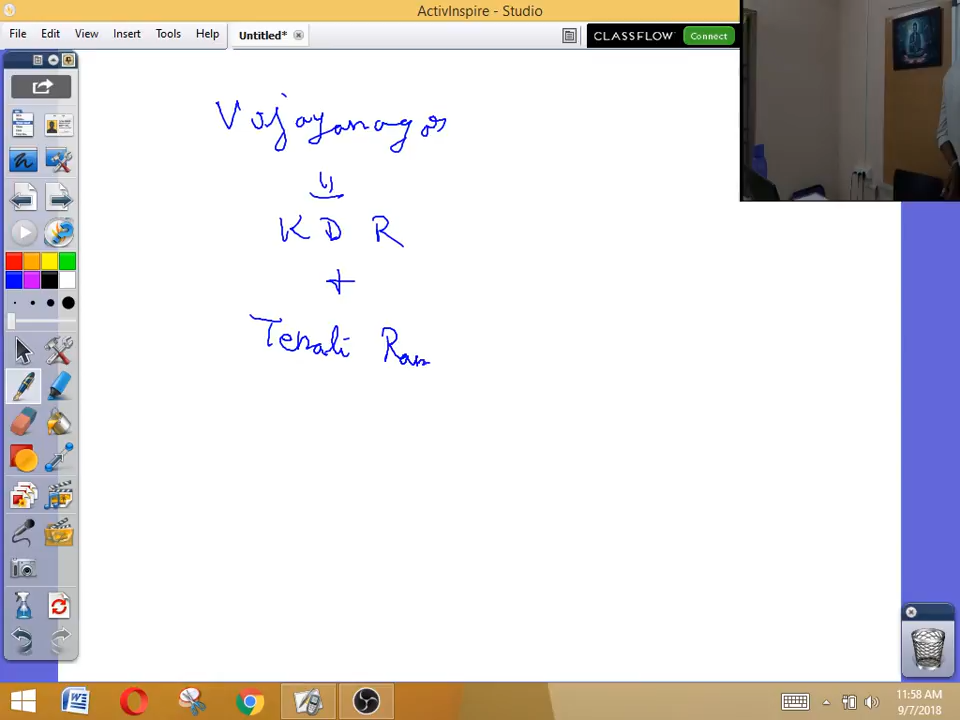 ActivInspire - Studio
File Edit View Insert Tools Help Untitled* CLASSFLOW Connect
Vijayanagar
K D R
+
Tenali Ram
11:58 AM
9/7/2018